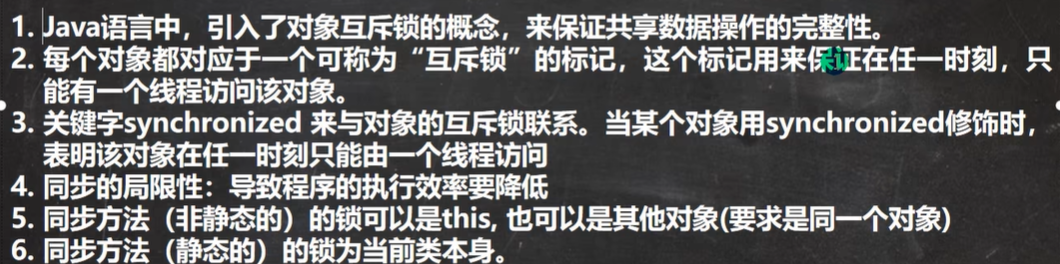 1. Java语言中，引入了对象互斥锁的概念，来保证共享数据操作的完整性。
2. 每个对象都对应于一个可称为“互斥锁”的标记，这个标记用来保证在任一时刻，只
能有一个线程访问该对象。
3. 关键字synchronized 来与对象的互斥锁联系。当某个对象用synchronized修饰时，
表明该对象在任一时刻只能由一个线程访问
4. 同步的局限性：导致程序的执行效率要降低
5. 同步方法（非静态的）的锁可以是this, 也可以是其他对象(要求是同一个对象)
6. 同步方法（静态的）的锁为当前类本身。